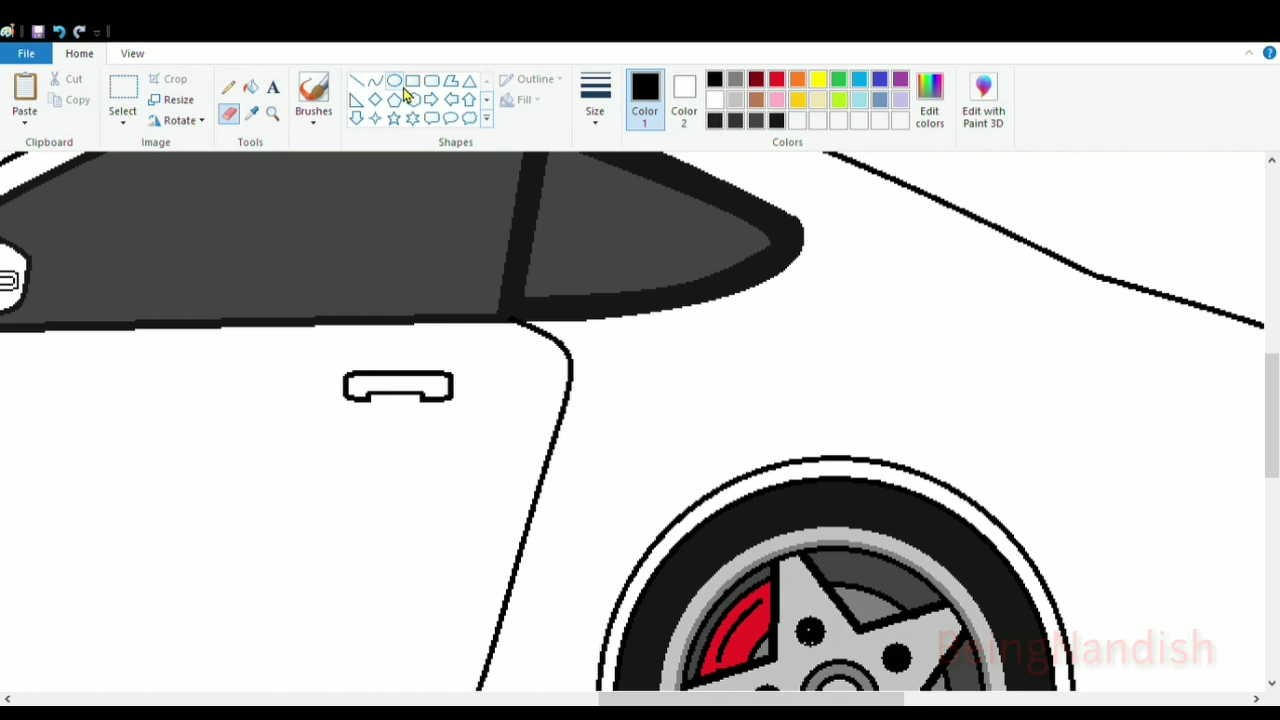 File Home View
Paste
Cut
Copy
Clipboard
Select
Crop
Resize
Rotate
Image
A
Tools
Brushes
Shapes
Outline
Fill
Size
Color
1
Color
2
Edit
colors
Colors
Edit with
Paint 3D
BeingNandish